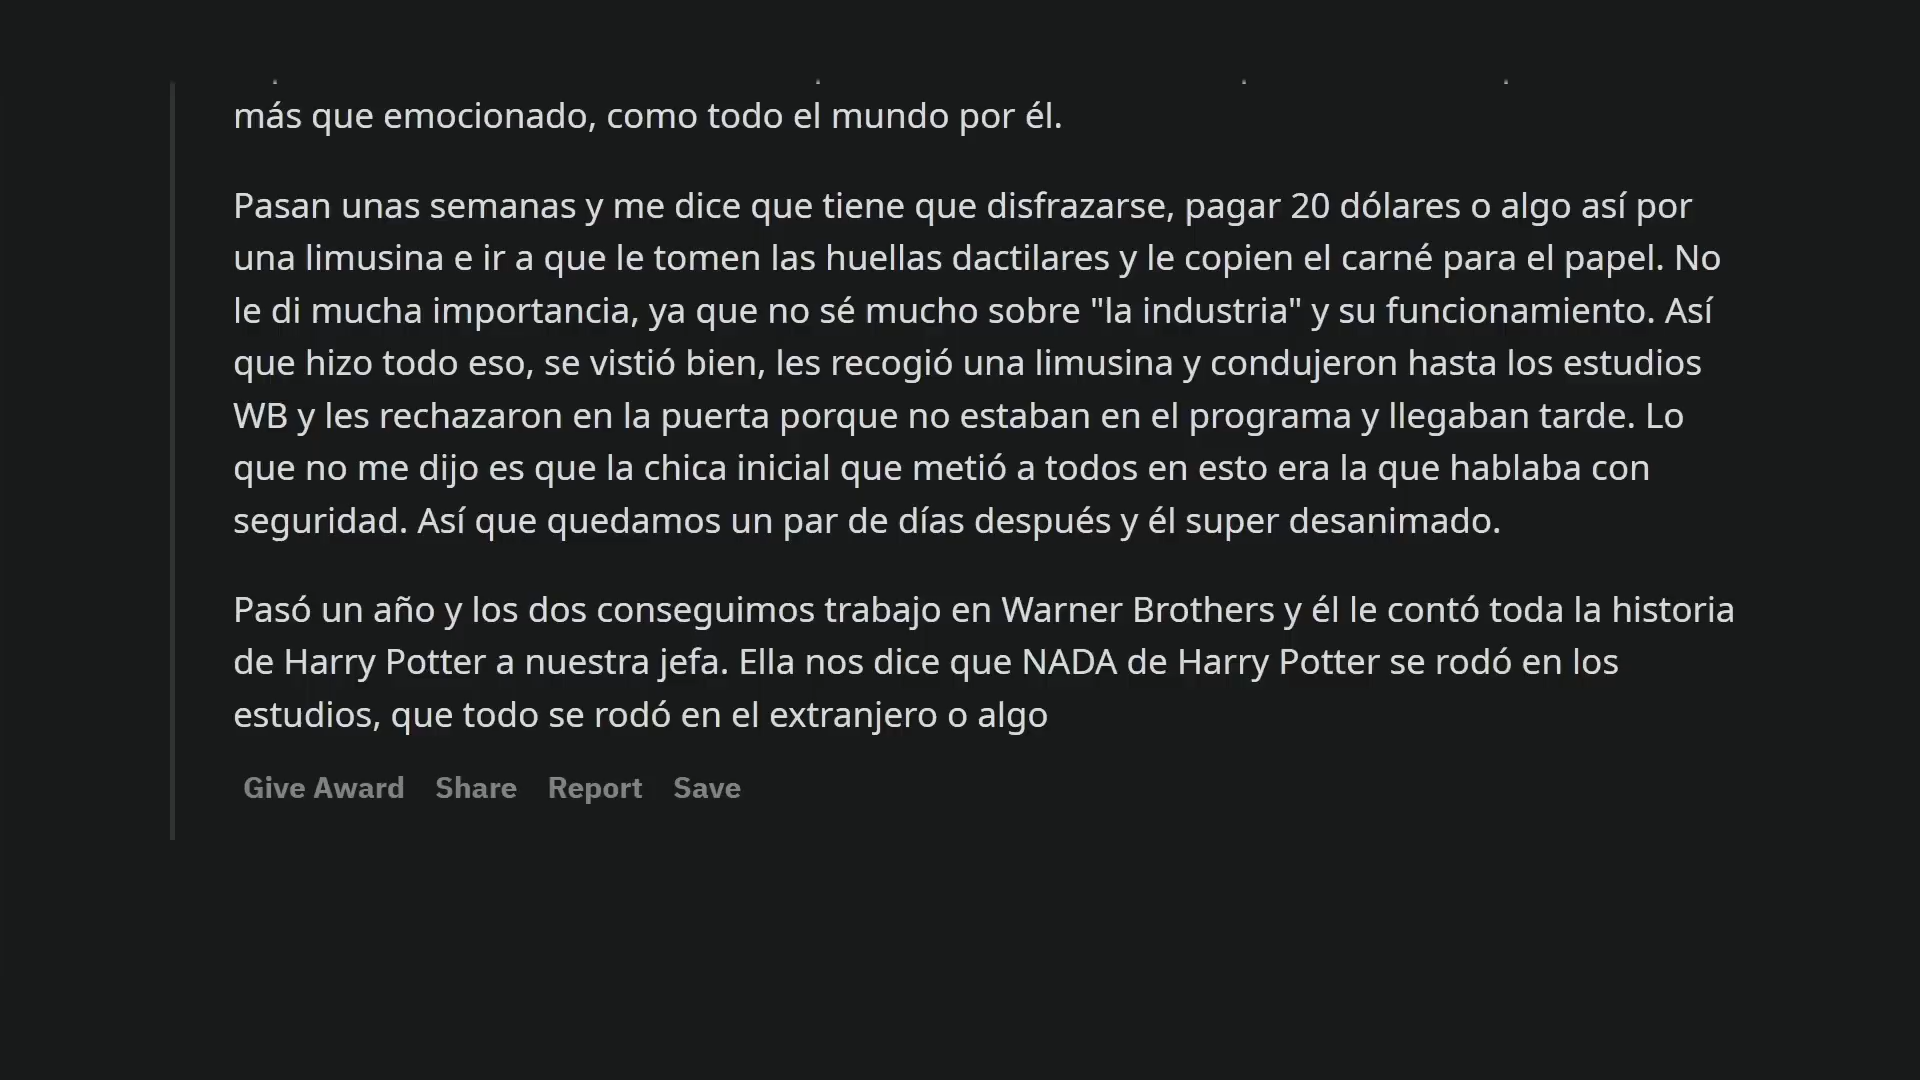 más que emocionado, como todo el mundo por él.
Pasan unas semanas y me dice que tiene que disfrazarse, pagar 20 dólares o algo así por
una limusina e ir a que le tomen las huellas dactilares y le copien el carné para el papel. No
le di mucha importancia, ya que no sé mucho sobre "la industria" y su funcionamiento. Así
que hizo todo eso, se vistió bien, les recogió una limusina y condujeron hasta los estudios
WB y les rechazaron en la puerta porque no estaban en el programa y llegaban tarde. Lo
que no me dijo es que la chica inicial que metió a todos en esto era la que hablaba con
seguridad. Así que quedamos un par de días después y él super desanimado.
Pasó un año y los dos conseguimos trabajo en Warner Brothers y él le contó toda la historia
de Harry Potter a nuestra jefa. Ella nos dice que NADA de Harry Potter se rodó en los
estudios, que todo se rodó en el extranjero o algo
Give Award Share Report Save